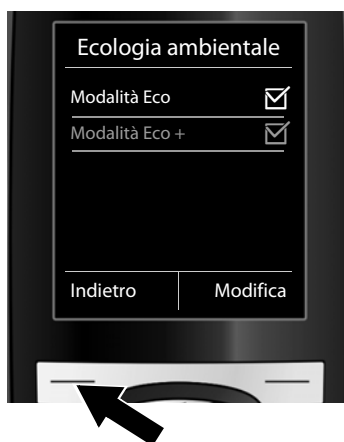 Ecologia ambientale
Modalità Eco
Modalità Eco +
Indietro Modifica